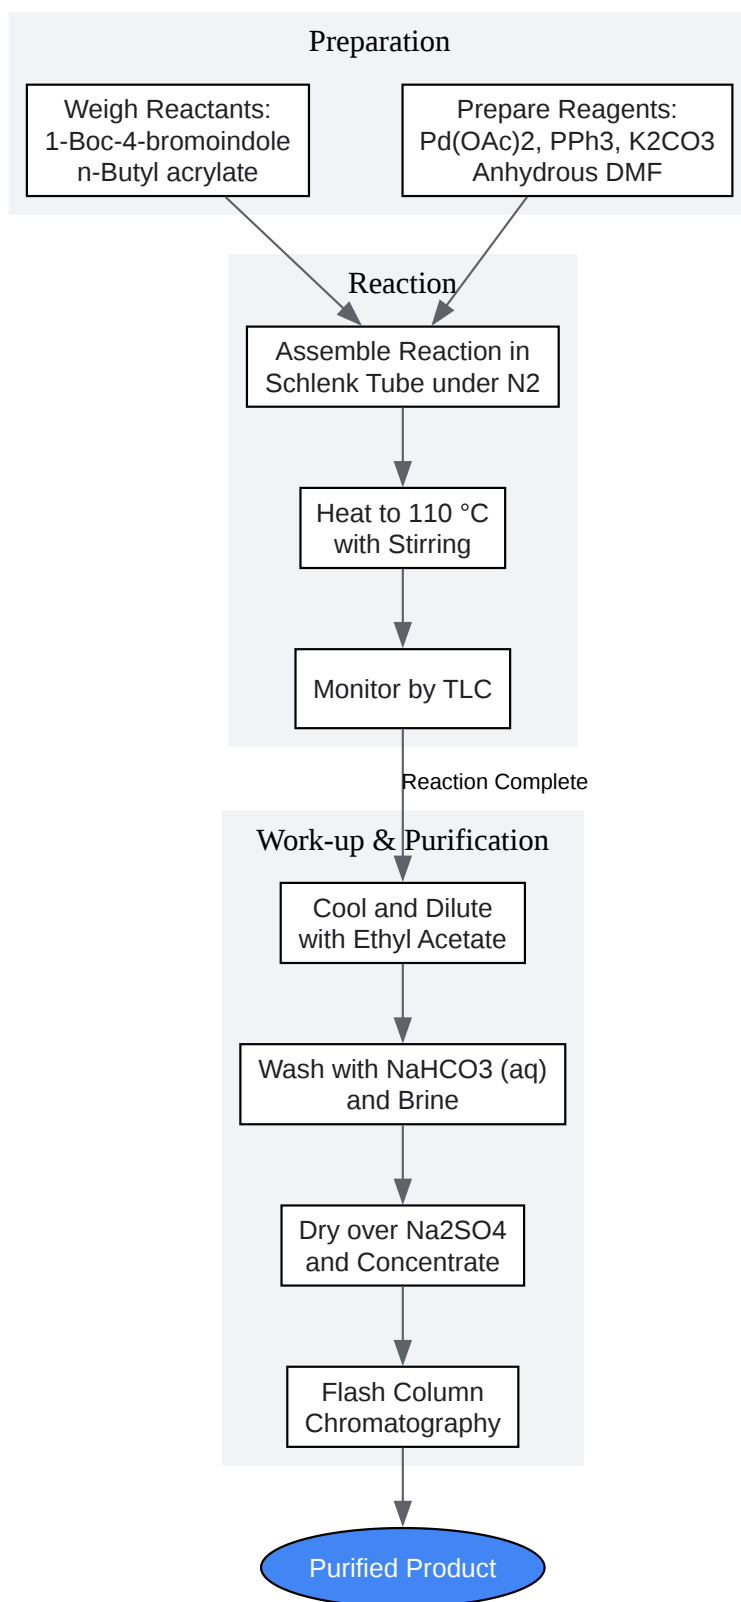 Preparation
Weigh Reactants:
1-Boc-4-bromoindole
n-Butyl acrylate
Prepare Reagents:
Pd(OAc)2, PPh3, K2CO3
Anhydrous DMF
Reaction
Assemble Reaction in
Schlenk Tube under N2
Heat to 110 °C
with Stirring
Monitor by TLC
Reaction Complete
Work-up & Purification
Cool and Dilute
with Ethyl Acetate
Wash with NaHCO3 (aq)
and Brine
Dry over Na2SO4
and Concentrate
Flash Column
Chromatography
Purified Product